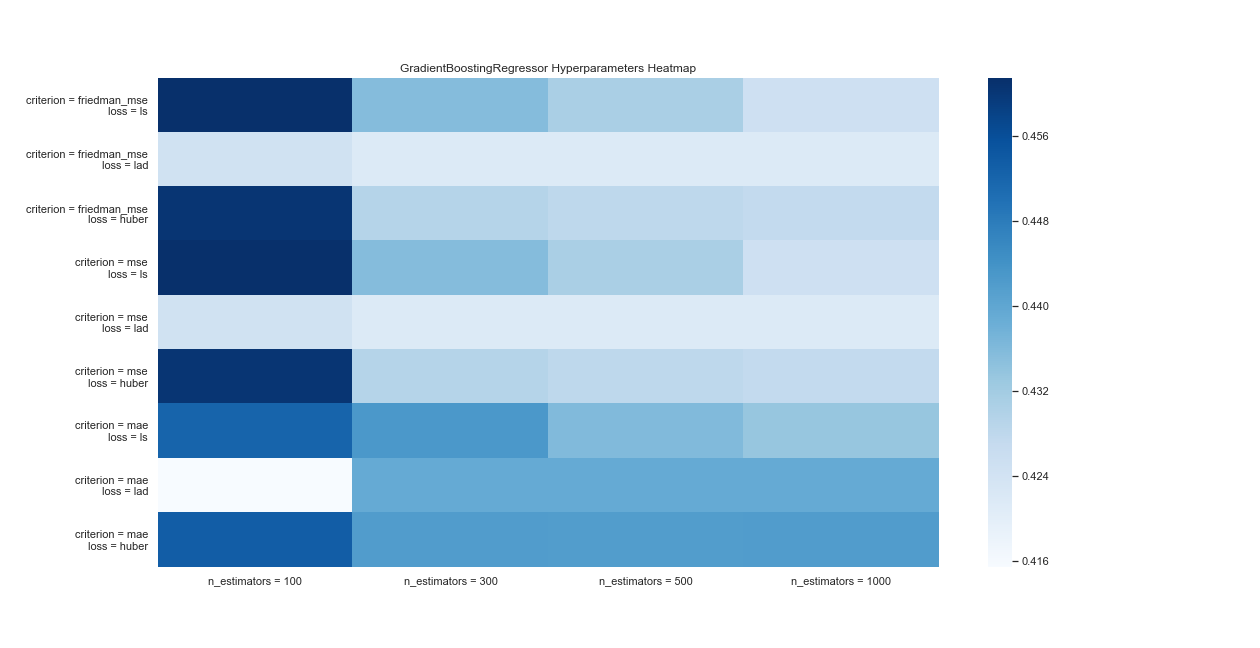 GradientBoostingRegressor Hyperparameters Heatmap
criterion = friedman_mse
loss = ls
criterion = friedman_mse
loss = lad
criterion = friedman_mse
loss = huber
criterion = mse
loss = ls
criterion = mse
loss = lad
criterion = mse
loss = huber
criterion = mae
loss = ls
criterion = mae
loss = lad
criterion = mae
loss = huber
n_estimators = 100
n_estimators = 300
n_estimators = 500
n_estimators = 1000
0.456
0.448
0.440
0.432
0.424
0.416